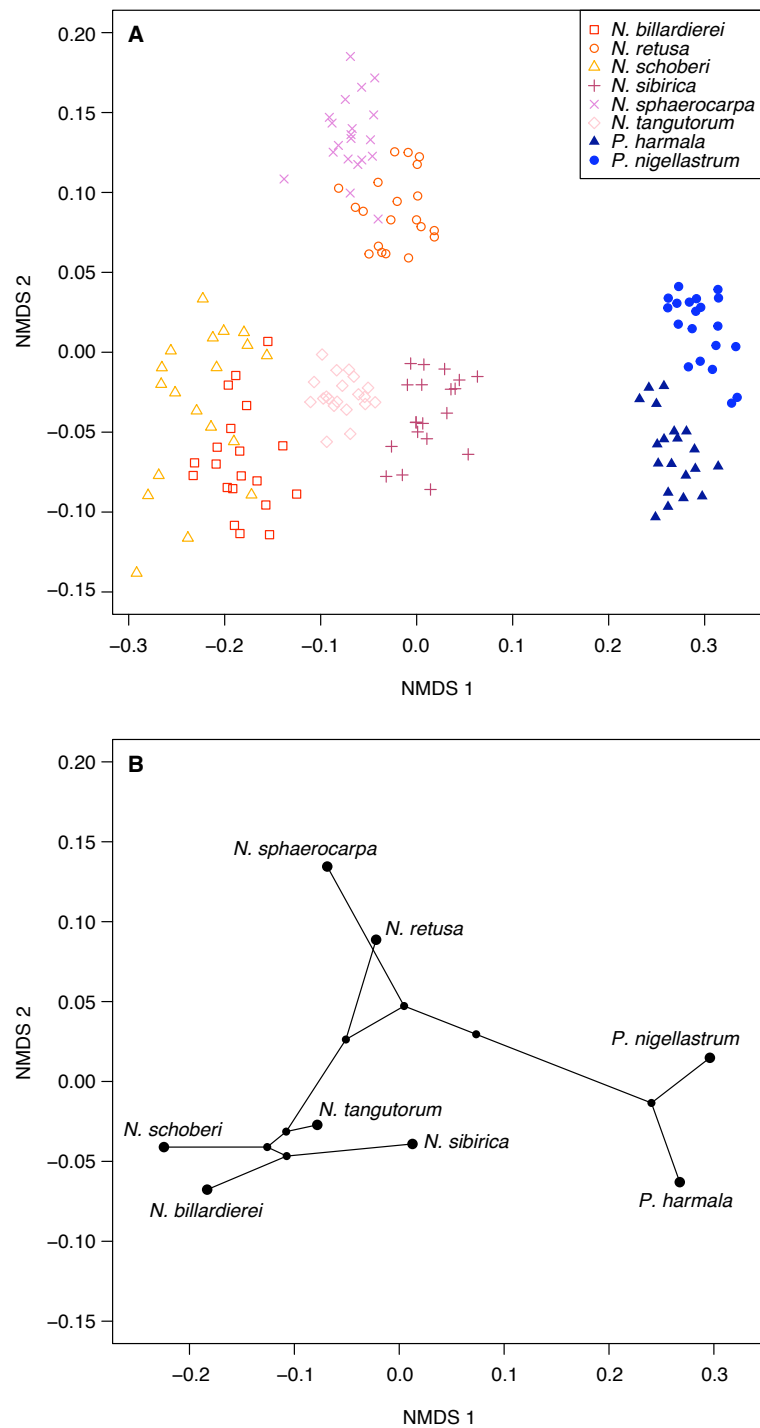 A
N. billardierei
N. retusa
N. schoberi
N. sibirica
N. sphaerocarpa
N. tangutorum
P. harmala
P. nigellastrum
0.20
0.15
0.10
0.05
0.00
−0.05
−0.10
−0.15
NMDS 2
−0.3 −0.2 −0.1 0.0 0.1 0.2 0.3
NMDS 1
B
0.20
0.15
0.10
0.05
0.00
−0.05
−0.10
−0.15
NMDS 2
N. sphaerocarpa
N. retusa
P. nigellastrum
N. tangutorum
N. schoberi
N. sibirica
N. billardierei
P. harmala
−0.2 −0.1 0.0 0.1 0.2 0.3
NMDS 1